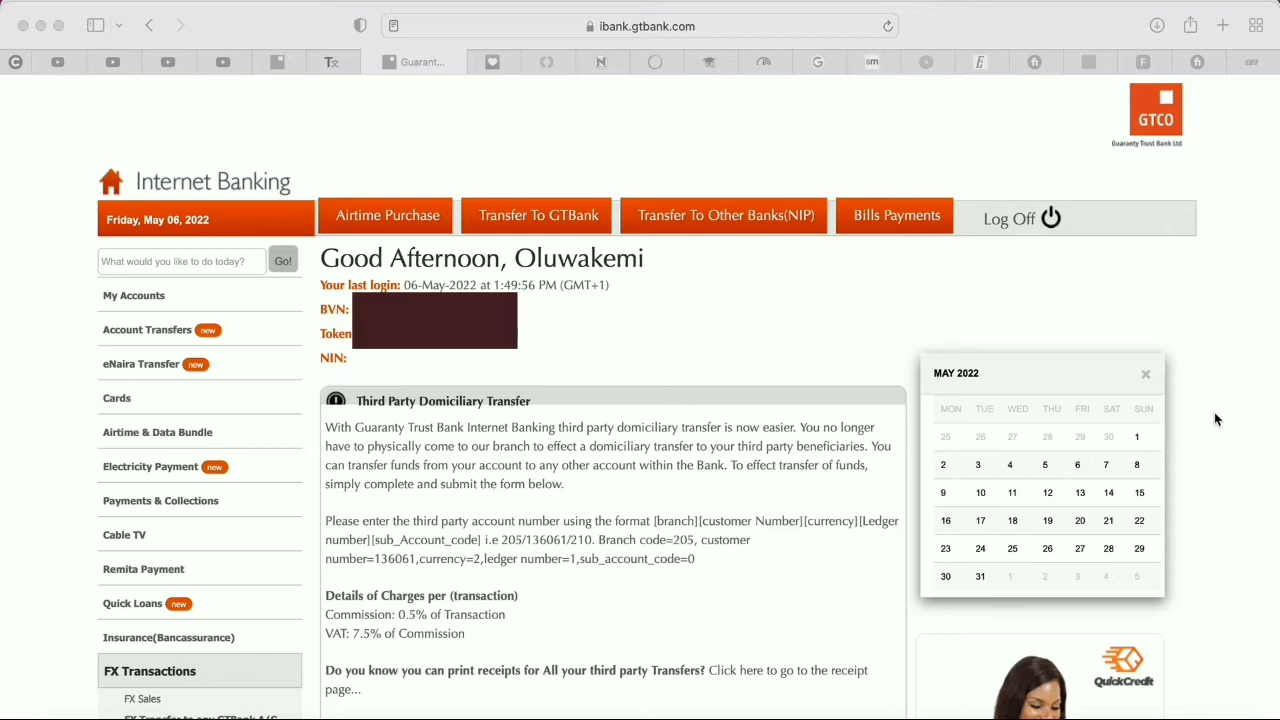 ibank.gtbank.com
Guarant...
GTCO
Guaranty Trust Bank Ltd
Internet Banking
Friday, May 06, 2022
Airtime Purchase
Transfer To GTBank
Transfer To Other Banks(NIP)
Bills Payments
Log Off
What would you like to do today?
Go!
My Accounts
Account Transfers new
eNaira Transfer new
Cards
Airtime & Data Bundle
Electricity Payment new
Payments & Collections
Cable TV
Remita Payment
Quick Loans new
Insurance(Bancassurance)
FX Transactions
FX Sales
FX Transfer to any GTBank A/C
Good Afternoon, Oluwakemi
Your last login: 06-May-2022 at 1:49:56 PM (GMT+1)
BVN:
Token
NIN:
Third Party Domiciliary Transfer
With Guaranty Trust Bank Internet Banking third party domiciliary transfer is now easier. You no longer
have to physically come to our branch to effect a domiciliary transfer to your third party beneficiaries. You
can transfer funds from your account to any other account within the Bank. To effect transfer of funds,
simply complete and submit the form below.
Please enter the third party account number using the format [branch][customer Number][currency][Ledger
number][sub_Account_code] i.e 205/136061/210. Branch code=205, customer
number=136061,currency=2,ledger number=1,sub_account_code=0
Details of Charges per (transaction)
Commission: 0.5% of Transaction
VAT: 7.5% of Commission
Do you know you can print receipts for All your third party Transfers? Click here to go to the receipt
page...
MAY 2022
MON TUE WED THU FRI SAT SUN
25 26 27 28 29 30 1
2 3 4 5 6 7 8
9 10 11 12 13 14 15
16 17 18 19 20 21 22
23 24 25 26 27 28 29
30 31 1 2 3 4 5
QuickCredit